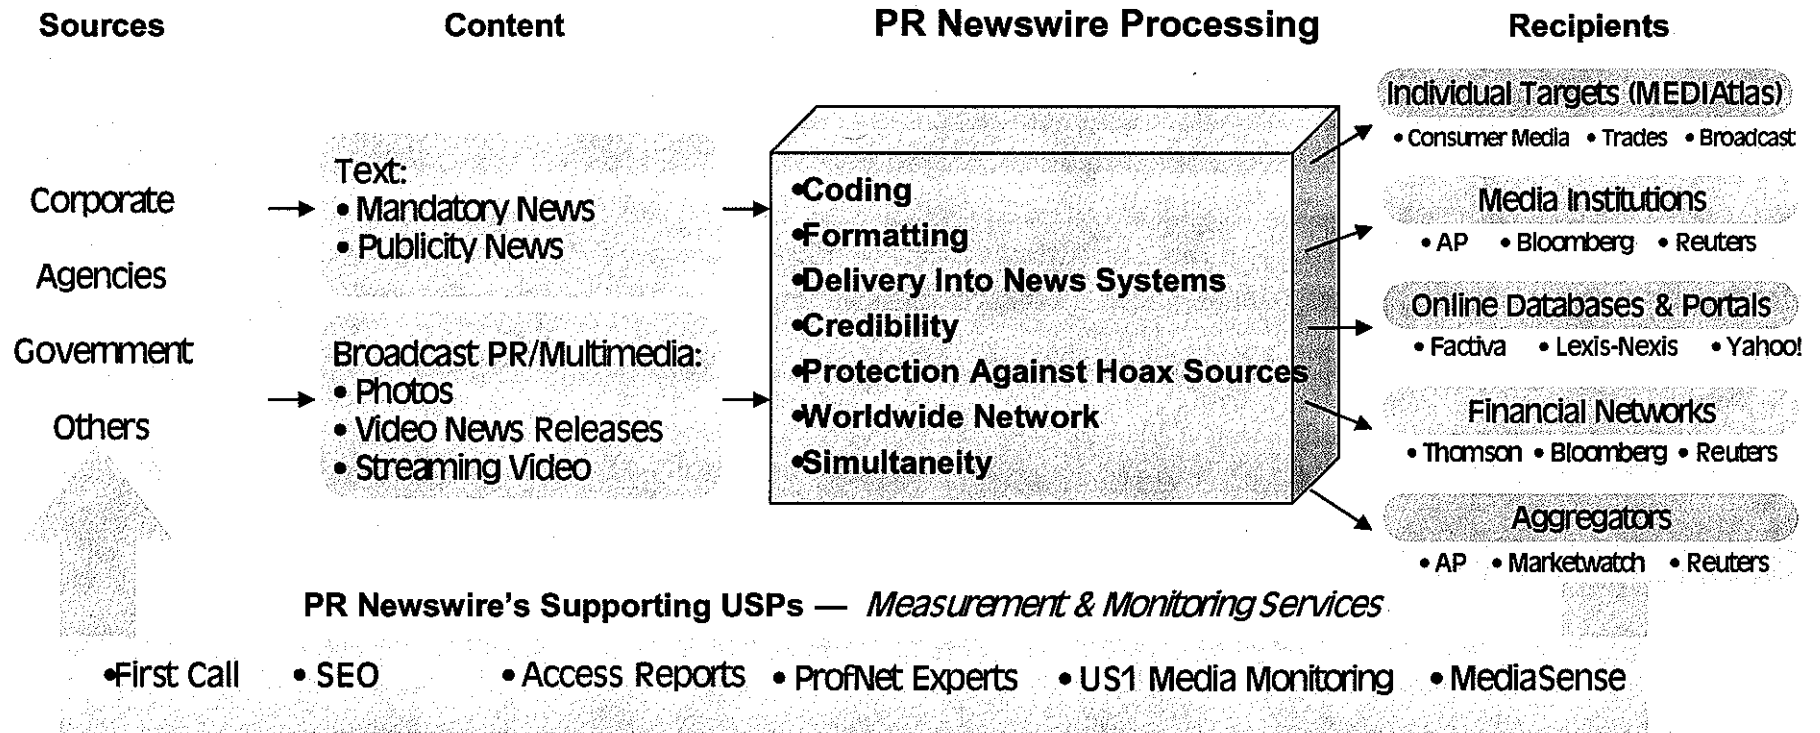 Sources
Content
PR Newswire Processing
Recipients
Corporate
Agencies
Government
Others
Text:
• Mandatory News
• Publicity News
Broadcast PR/Multimedia:
• Photos
• Video News Releases
• Streaming Video
•Coding
•Formatting
•Delivery Into News Systems
•Credibility
•Protection Against Hoax Sources
•Worldwide Network
•Simultaneity
Individual Targets (MEDIAtlas)
• Consumer Media • Trades • Broadcast
Media Institutions
• AP • Bloomberg • Reuters
Online Databases & Portals
• Factiva • Lexis-Nexis • Yahoo!
Financial Networks
• Thomson • Bloomberg • Reuters
Aggregators
• AP • Marketwatch • Reuters
PR Newswire's Supporting USPs — Measurement & Monitoring Services
•First Call • SEO • Access Reports • ProfNet Experts • US1 Media Monitoring • MediaSense